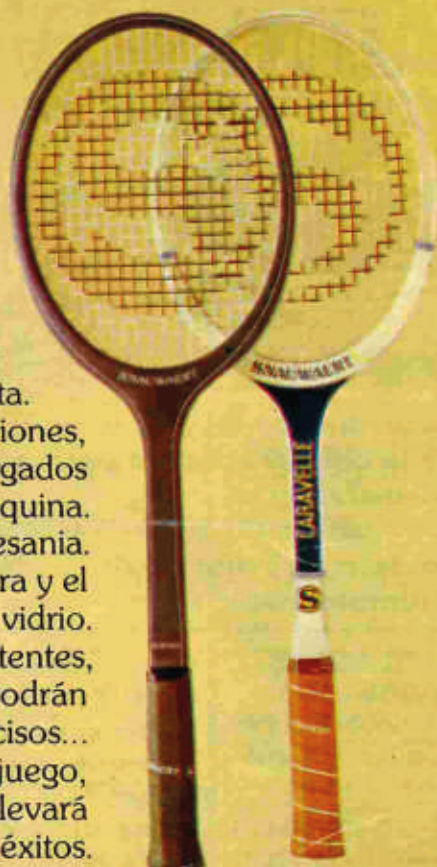 ta.
iones,
gados
quina.
esania.
ra y el
vidrio.
tentes,
odrán
cisos...
juego,
levará
éxitos.
SNAUWAERT
SNAUWAERT
CARAVELLE
S